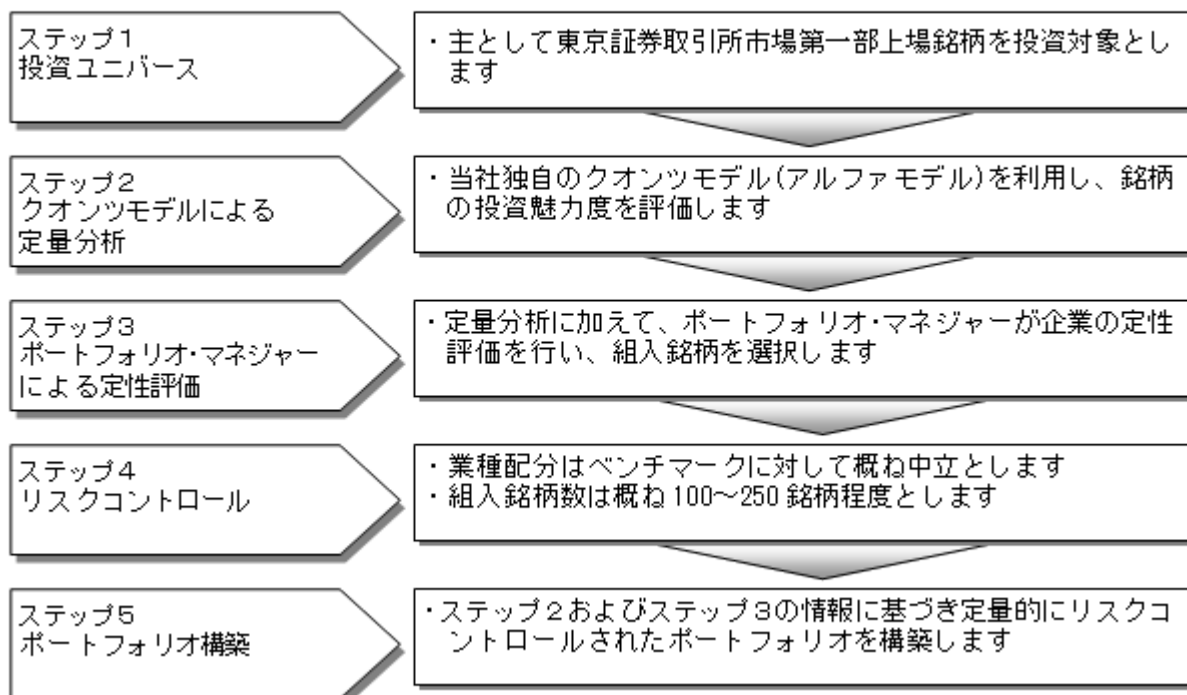 ステップ1
投資ユニバース
・主として東京証券取引所市場第一部上場銘柄を投資対象とし
ます
ステップ2
クオンツモデルによる
定量分析
・当社独自のクオンツモデル(アルファモデル)を利用し、銘柄
の投資魅力度を評価します
ステップ3
ポートフォリオ・マネジャー
による定性評価
・定量分析に加えて、ポートフォリオ・マネジャーが企業の定性
評価を行い、組入銘柄を選択します
ステップ4
リスクコントロール
・業種配分はベンチマークに対して概ね中立とします
・組入銘柄数は概ね100~250銘柄程度とします
ステップ5
ポートフォリオ構築
・ステップ2およびステップ3の情報に基づき定量的にリスクコ
ントロールされたポートフォリオを構築します